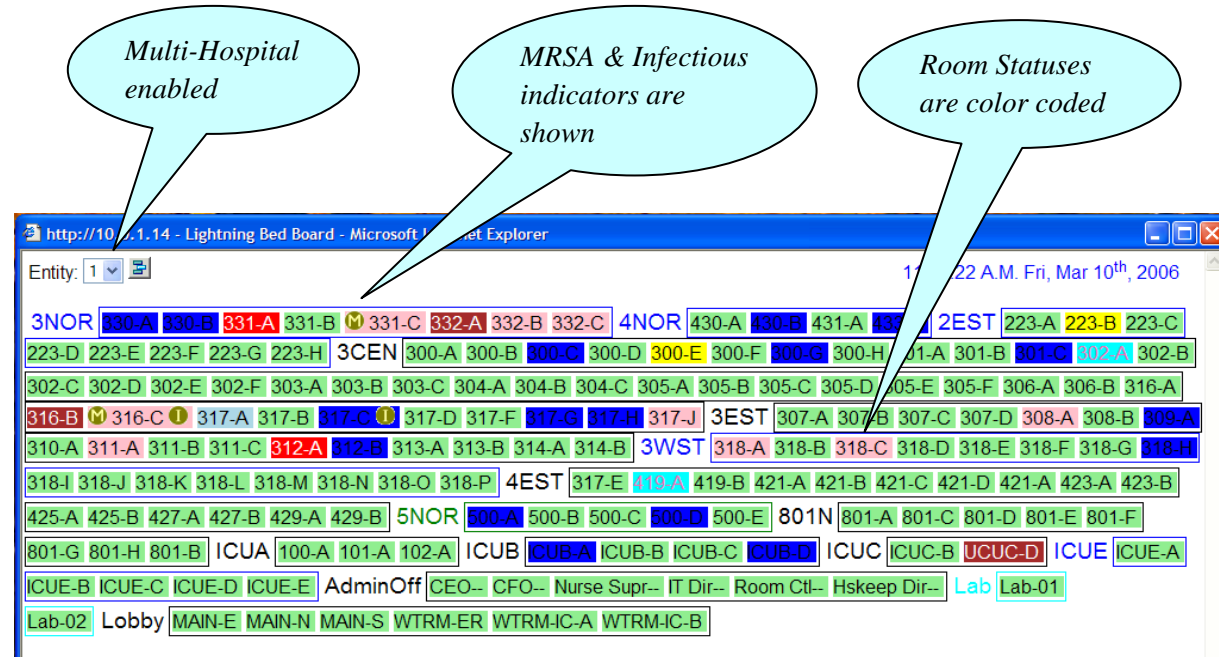 Multi-Hospital
enabled
MRSA & Infectious
indicators are
shown
Room Statuses
are color coded
- Lightning Bed Board - Microsoft Internet Explorer
Entity: 1
A.M. Fri, Mar 10th, 2006
3NOR 330-A 330-B 331-A 331-B M 331-C 332-A 332-B 332-C 4NOR 430-A 430-B 431-A 2EST 223-A 223-B 223-C
223-D 223-E 223-F 223-G 223-H 3CEN 300-A 300-B 300-C 300-D 300-E 300-F 300-G 300-H 301-A 301-B 301-C 302-A 302-B
302-C 302-D 302-E 302-F 303-A 303-B 303-C 304-A 304-B 304-C 305-A 305-B 305-C 305-D 305-E 305-F 306-A 306-B 316-A
316-B M 316-C I 317-A 317-B 317-C I 317-D 317-F 317-G 317-H 317-J 3EST 307-A 307-B 307-C 307-D 308-A 308-B 309-A
310-A 311-A 311-B 311-C 312-A 312-B 313-A 313-B 314-A 314-B 3WST 318-A 318-B 318-C 318-D 318-E 318-F 318-G 318-H
318-I 318-J 318-K 318-L 318-M 318-N 318-O 318-P 4EST 317-E 419-A 419-B 421-A 421-B 421-C 421-D 421-A 423-A 423-B
425-A 425-B 427-A 427-B 429-A 429-B 5NOR 500-A 500-B 500-C 500-D 500-E 801N 801-A 801-C 801-D 801-E 801-F
801-G 801-H 801-B ICUA 100-A 101-A 102-A ICUB ICUB-A ICUB-B ICUB-C ICUB-D ICUC ICUC-B UCUC-D ICUE ICUE-A
ICUE-B ICUE-C ICUE-D ICUE-E AdminOff CEO-- CFO-- Nurse Supr-- IT Dir-- Room Ctl-- Hskeep Dir-- Lab Lab-01
Lab-02 Lobby MAIN-E MAIN-N MAIN-S WTRM-ER WTRM-IC-A WTRM-IC-B